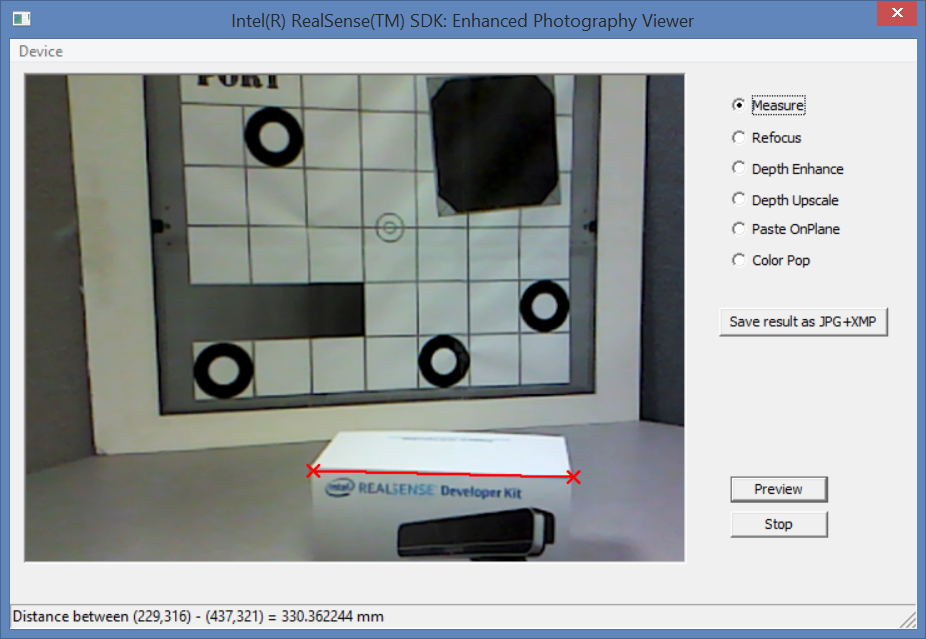 Intel(R) RealSense(TM) SDK: Enhanced Photography Viewer
Device
PORT
intel REALSENSE Developer Kit
Measure
Refocus
Depth Enhance
Depth Upscale
Paste OnPlane
Color Pop
Save result as JPG+XMP
Preview
Stop
Distance between (229,316) - (437,321) = 330.362244 mm